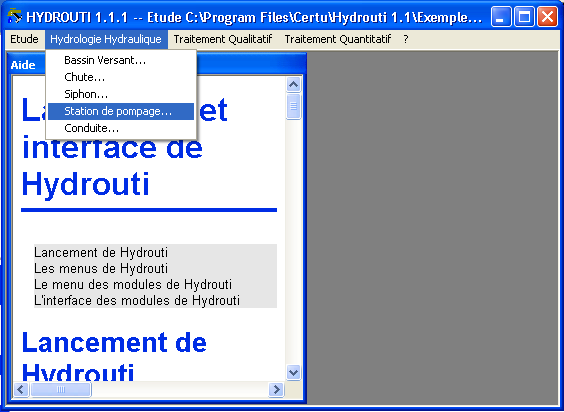 HYDROUTI 1.1.1 -- Etude C:\Program Files\Certu\Hydrouti 1.1\Exemple...
Etude Hydrologie Hydraulique Traitement Qualitatif Traitement Quantitatif ?
Aide
Bassin Versant...
Chute...
Siphon...
Station de pompage...
Conduite...
et
interface de
Hydrouti
Lancement de Hydrouti
Les menus de Hydrouti
Le menu des modules de Hydrouti
L'interface des modules de Hydrouti
Lancement de
Hydrouti